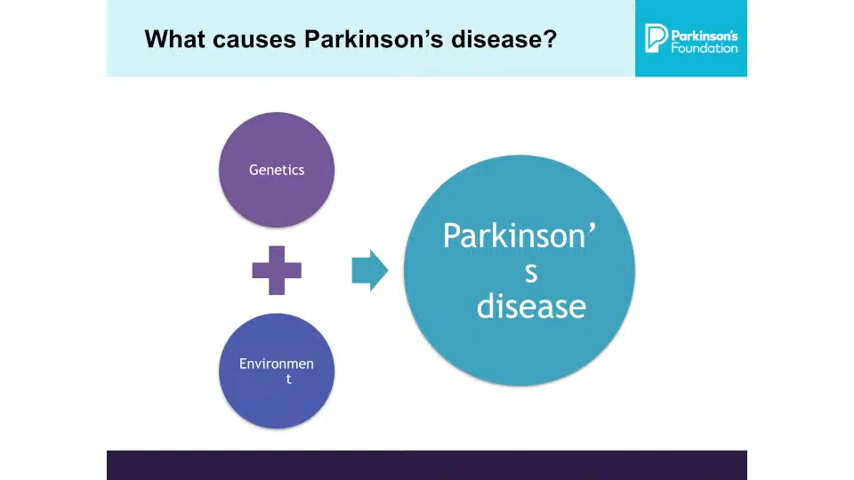 What causes Parkinson's disease?
Parkinson's
Foundation
Genetics
Environmen
t
Parkinson’
s
disease